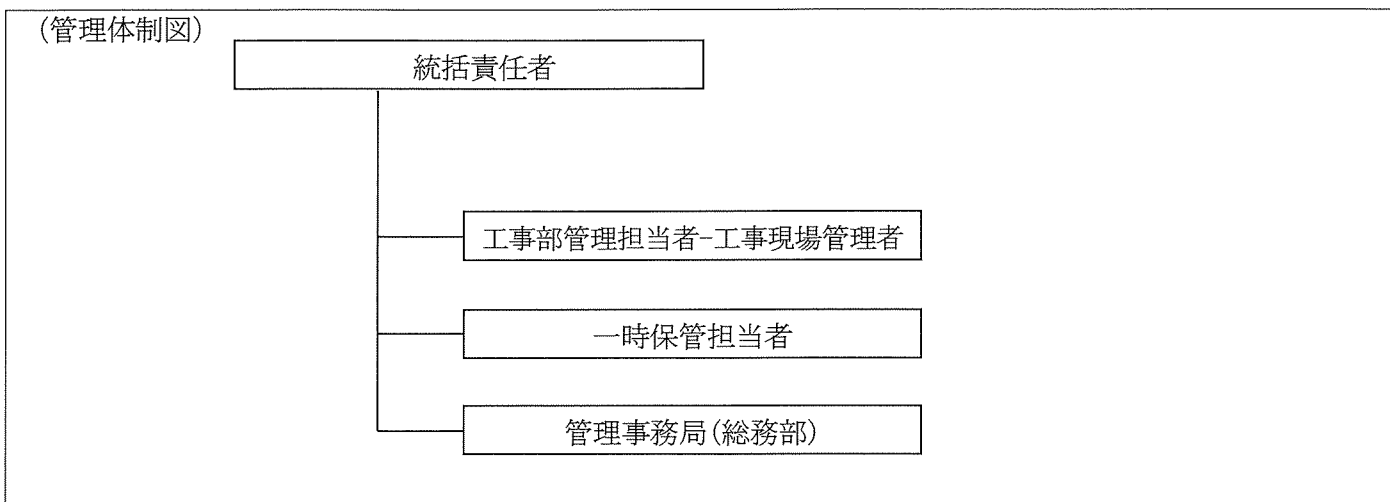 （管理体制図）
統括責任者
工事部管理担当者-工事現場管理者
一時保管担当者
管理事務局(総務部)